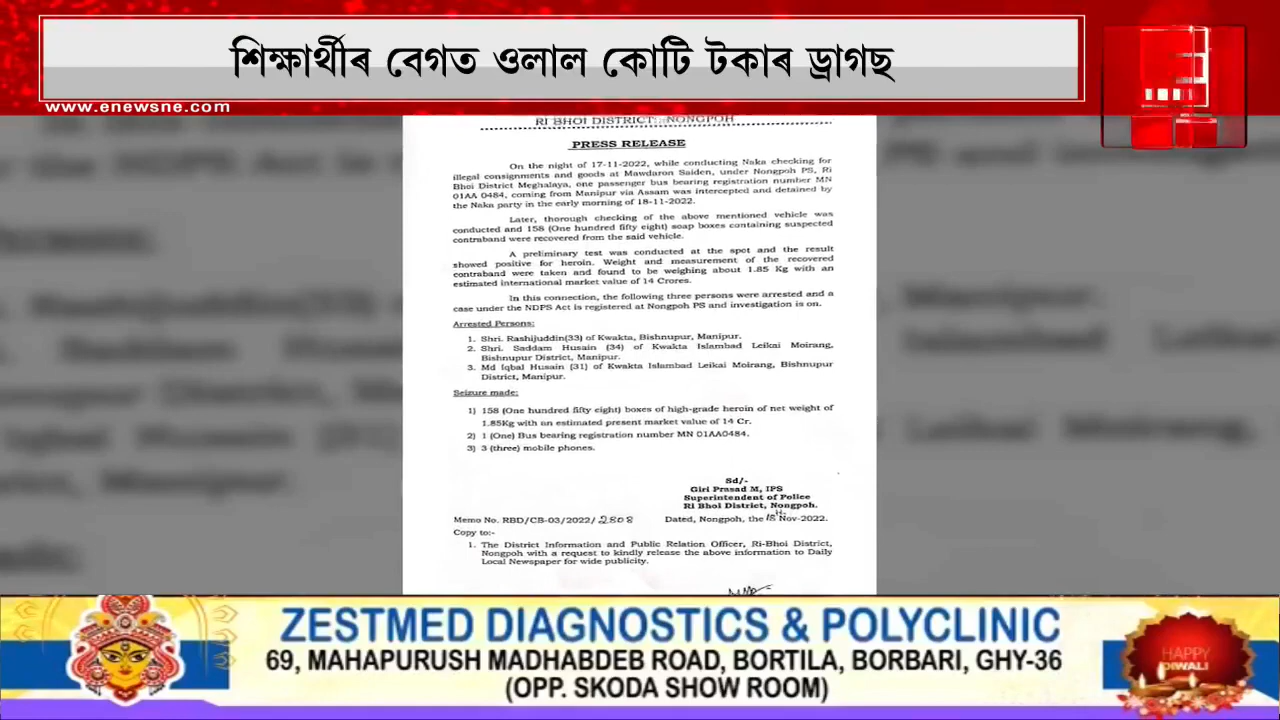 শিক্ষাৰ্থীৰ বেগত ওলাল কোটি টকাৰ ড্ৰাগছ
www.enewsne.com
RI BHOI DISTRICT::NONGPOH
PRESS RELEASE
On the night of 17-11-2022, while conducting Naka checking for
illegal consignments and goods at Mawdaron Saiden, under Nongpoh PS, Ri
Bhoi District Meghalaya, one passenger bus bearing registration number MN
01AA 0484, coming from Manipur via Assam was intercepted and detained by
the Naka party in the early morning of 18-11-2022.
Later, thorough checking of the above mentioned vehicle was
conducted and 158 (One hundred fifty eight) soap boxes containing suspected
contraband were recovered from the said vehicle.
A preliminary test was conducted at the spot and the result
showed positive for heroin. Weight and measurement of the recovered
contraband were taken and found to be weighing about 1.85 Kg with an
estimated international market value of 14 Crores.
In this connection, the following three persons were arrested and a
case under the NDPS Act is registered at Nongpoh PS and investigation is on.
Arrested Persons:
1. Shri. Rashijuddin(33) of Kwakta, Bishnupur, Manipur.
2. Shri. Saddam Husain (34) of Kwakta Islambad Leikai Moirang,
Bishnupur District, Manipur.
3. Md Iqbal Husain (31) of Kwakta Islambad Leikai Moirang, Bishnupur
District, Manipur.
Seizure made:
1) 158 (One hundred fifty eight) boxes of high-grade heroin of net weight of
1.85Kg with an estimated present market value of 14 Cr.
2) 1 (One) Bus bearing registration number MN 01AA0484.
3) 3 (three) mobile phones.
Sd/-
Giri Prasad M, IPS
Superintendent of Police
Ri Bhoi District, Nongpoh.
Memo No. RBD/CB-03/2022/ 2808 Dated, Nongpoh, the 18th Nov-2022.
Copy to:-
1. The District Information and Public Relation Officer, Ri-Bhoi District,
Nongpoh with a request to kindly release the above information to Daily
Local Newspaper for wide publicity.
ZESTMED DIAGNOSTICS & POLYCLINIC
69, MAHAPURUSH MADHABDEB ROAD, BORTILA, BORBARI, GHY-36
(OPP. SKODA SHOW ROOM)
HAPPY
DIWALI